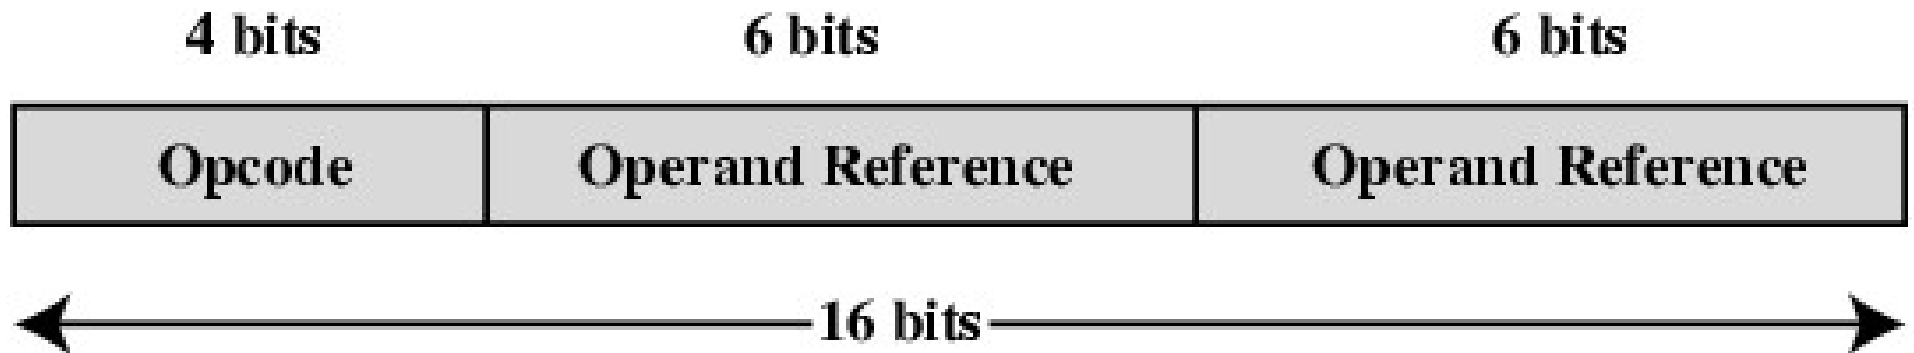 4 bits 6 bits 6 bits
Opcode Operand Reference Operand Reference
16 bits